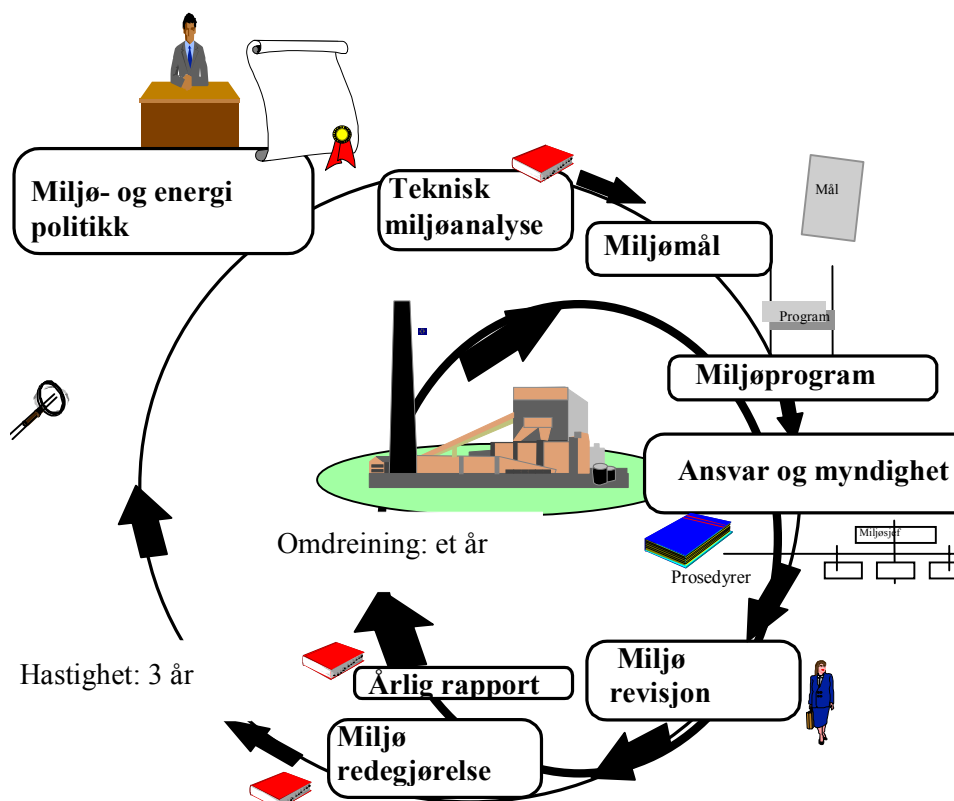 Miljø- og energi
politikk
Teknisk
miljøanalyse
Miljømål
Mål
Program
Miljøprogram
Ansvar og myndighet
Miljøsjef
Prosedyrer
Omdreining: et år
Miljø
revisjon
Årlig rapport
Miljø
redegjørelse
Hastighet: 3 år